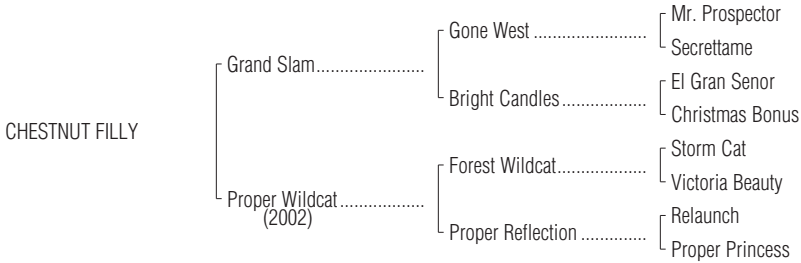 Mr. Prospector
Gone West ........................
Secrettame
Grand Slam.......................
El Gran Senor
Bright Candles..................
Christmas Bonus
CHESTNUT FILLY
Storm Cat
Forest Wildcat...................
Victoria Beauty
Proper Wildcat..................
(2002)
Relaunch
Proper Reflection ..............
Proper Princess